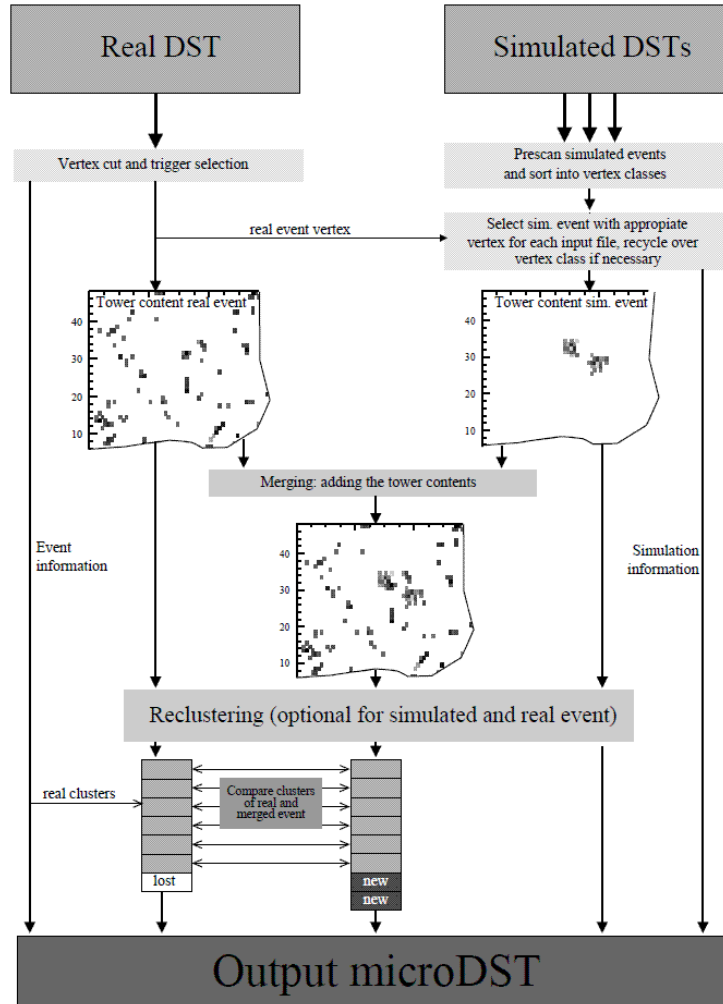 Real DST
Simulated DSTs
Vertex cut and trigger selection
Prescan simulated events
and sort into vertex classes
real event vertex
Select sim. event with appropiate
vertex for each input file, recycle over
vertex class if necessary
Tower content real event
40
30
20
10
Tower content sim. event
40
30
20
10
Merging: adding the tower contents
Event
information
40
30
20
10
Simulation
information
Reclustering (optional for simulated and real event)
real clusters
Compare clusters
of real and
merged event
lost
new
new
Output microDST